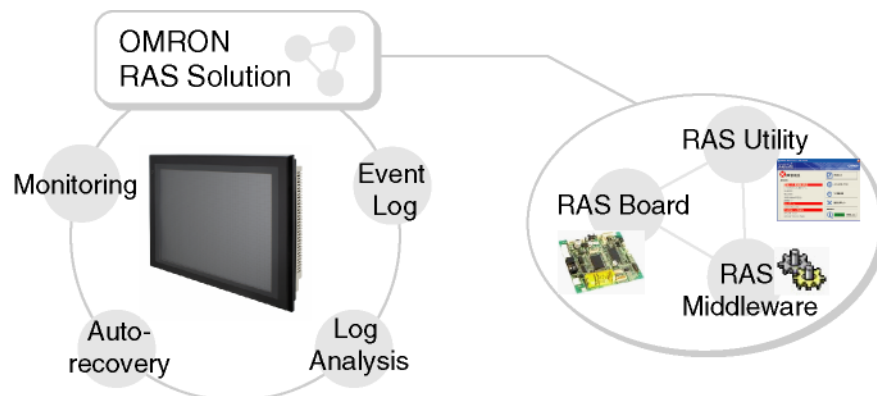 OMRON
RAS Solution
Monitoring
Event
Log
Auto-
recovery
Log
Analysis
RAS Utility
RAS Board
RAS
Middleware